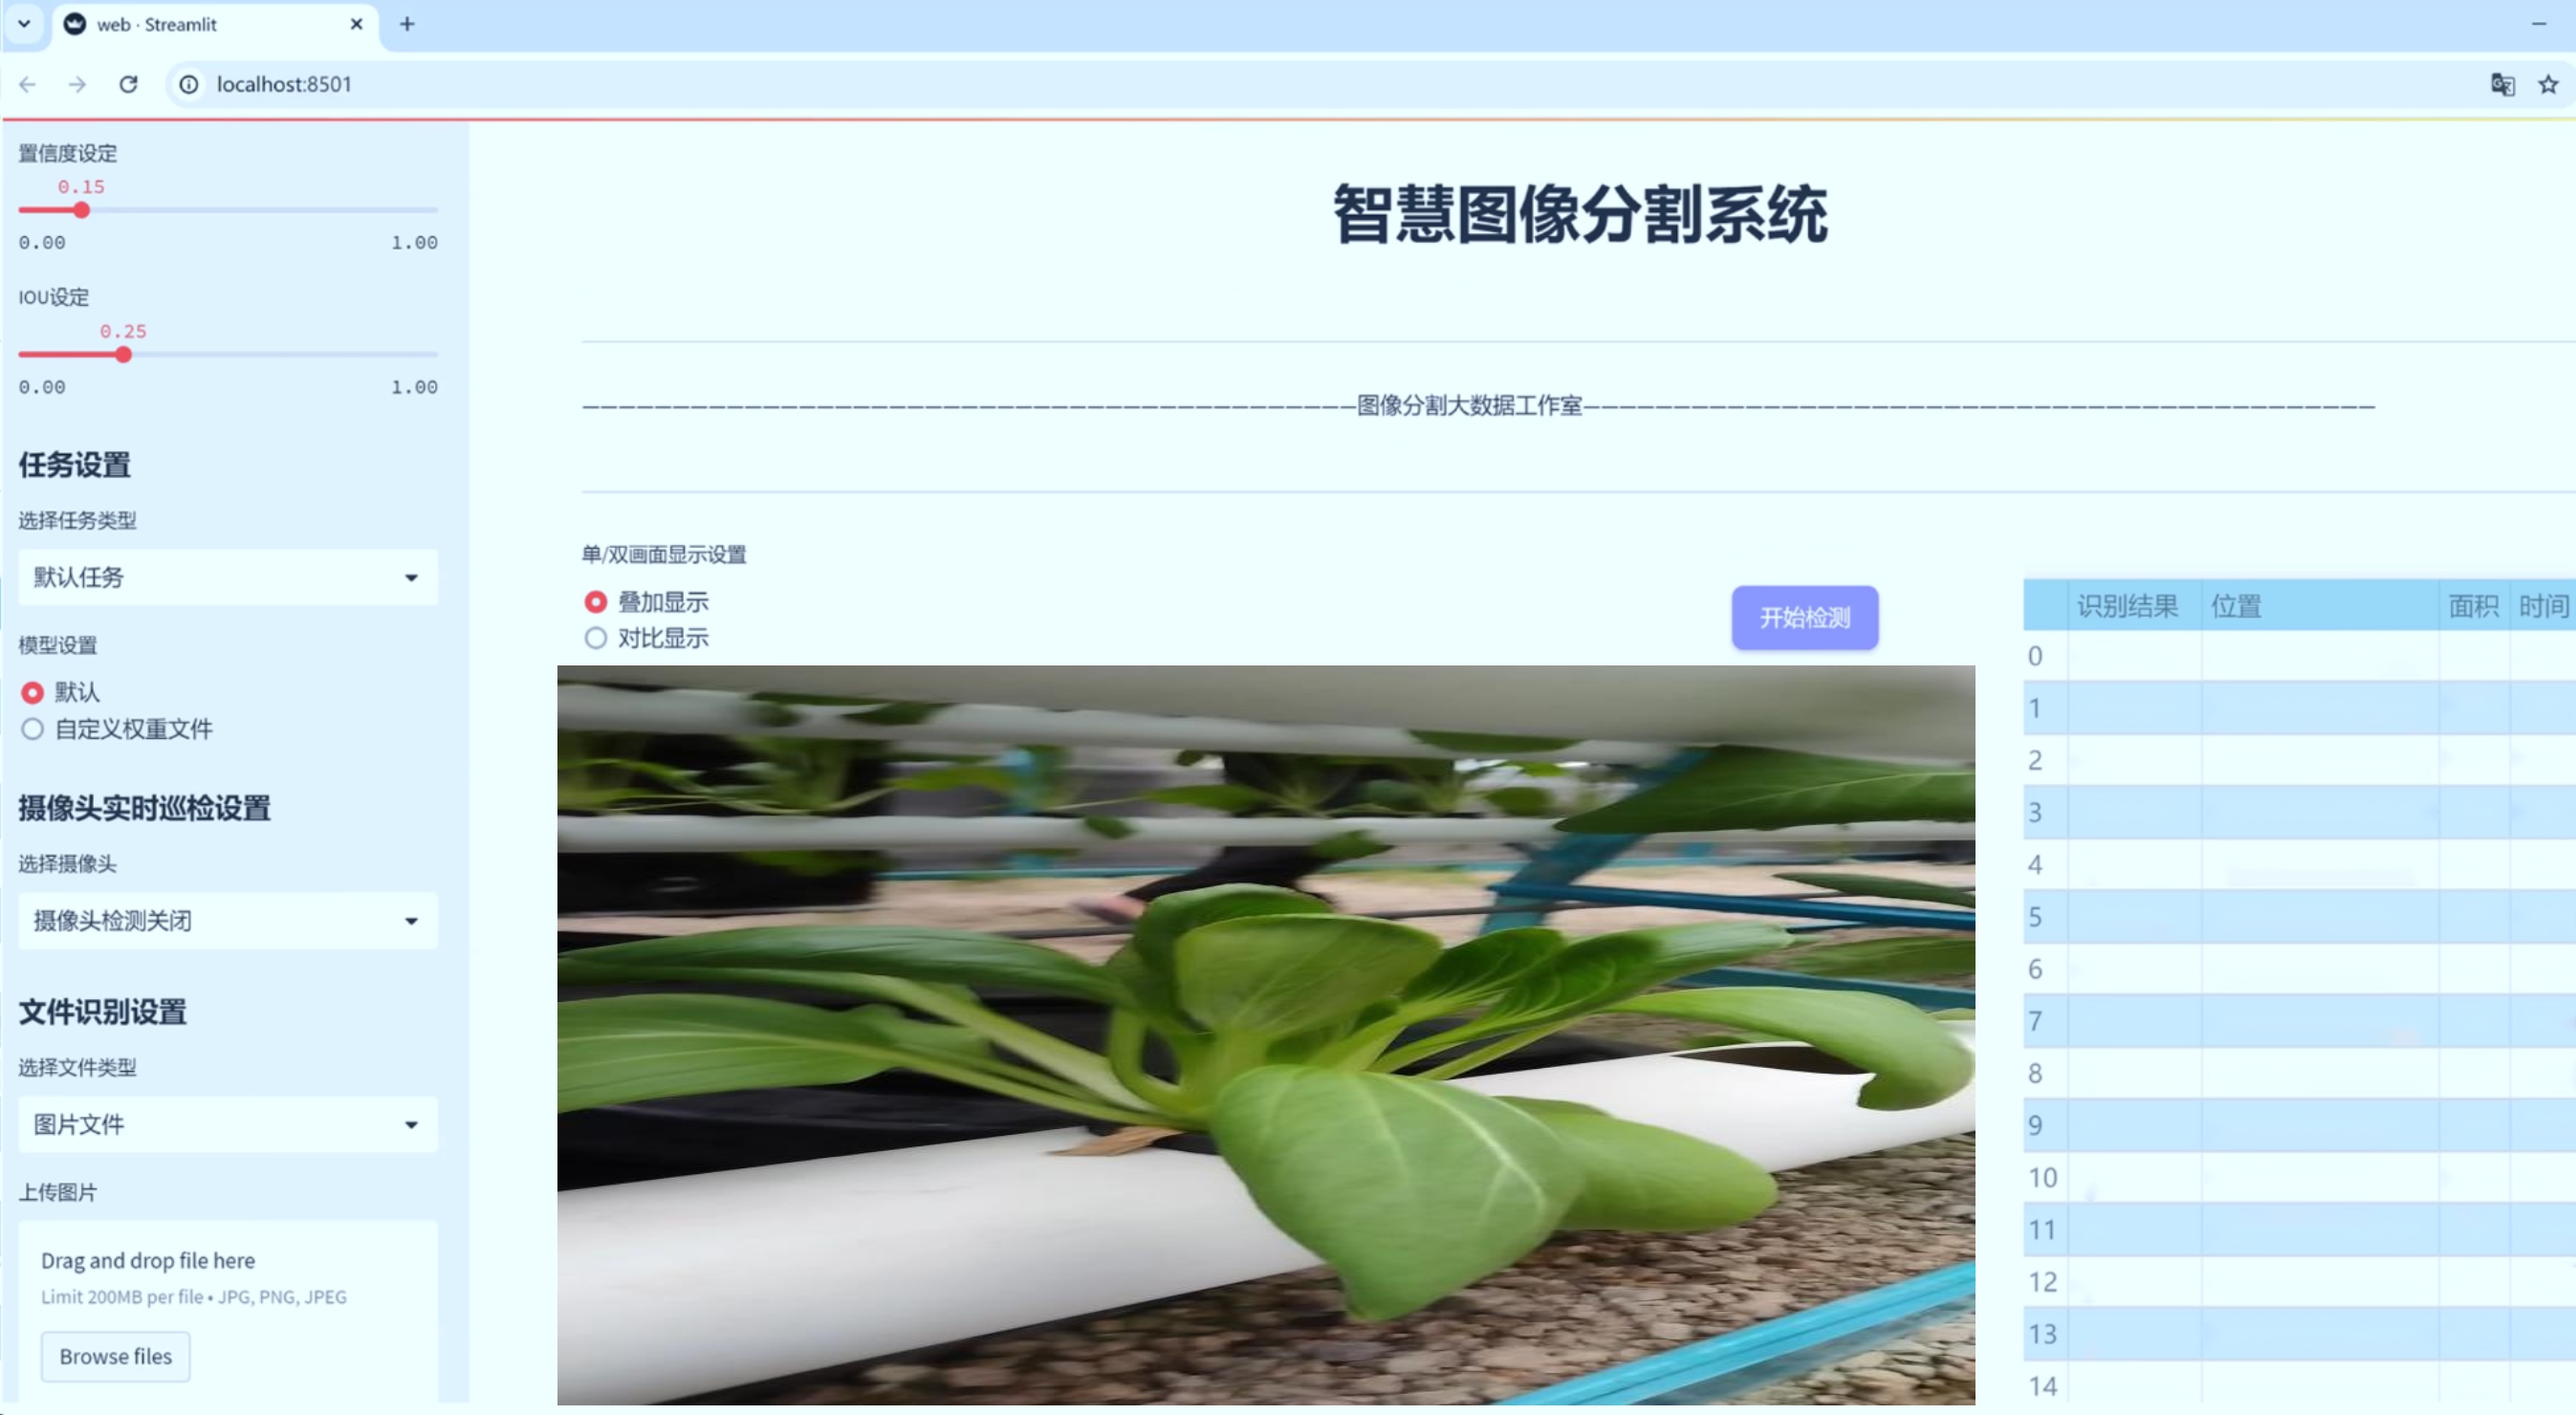 web · Streamlit
localhost:8501
置信度设定
0.15
0.00 1.00
IOU设定
0.25
0.00 1.00
任务设置
选择任务类型
默认任务
模型设置
默认
自定义权重文件
摄像头实时巡检设置
选择摄像头
摄像头检测关闭
文件识别设置
选择文件类型
图片文件
上传图片
Drag and drop file here
Limit 200MB per file • JPG, PNG, JPEG
Browse files
智慧图像分割系统
———————————————————————————————————————————图像分割大数据工作室————————————————————————————————————————————
单/双画面显示设置
叠加显示
对比显示
开始检测
识别结果 位置 面积 时间
0
1
2
3
4
5
6
7
8
9
10
11
12
13
14